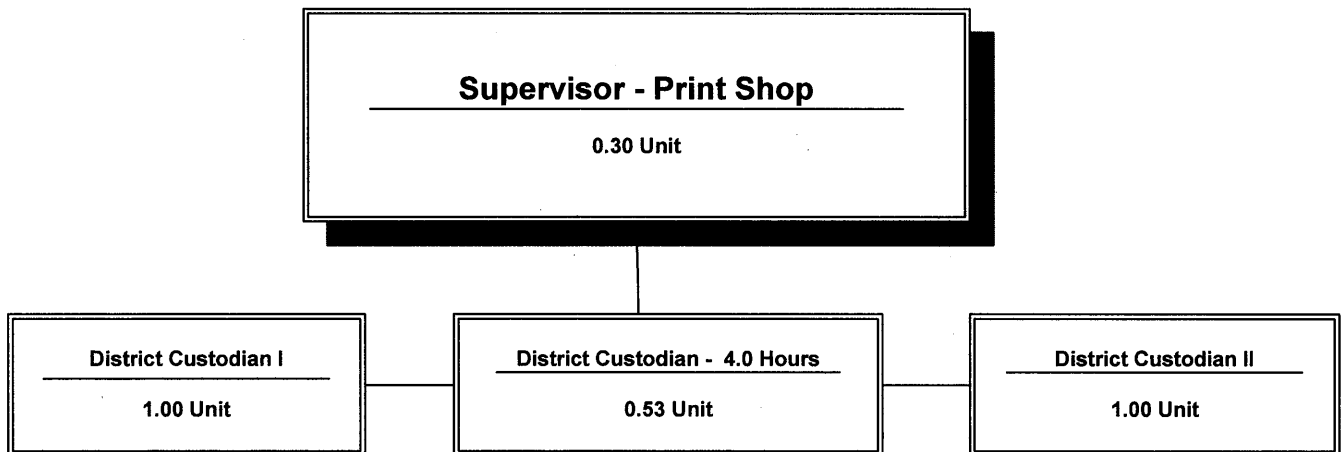 Supervisor - Print Shop
0.30 Unit
District Custodian I
1.00 Unit
District Custodian - 4.0 Hours
0.53 Unit
District Custodian II
1.00 Unit